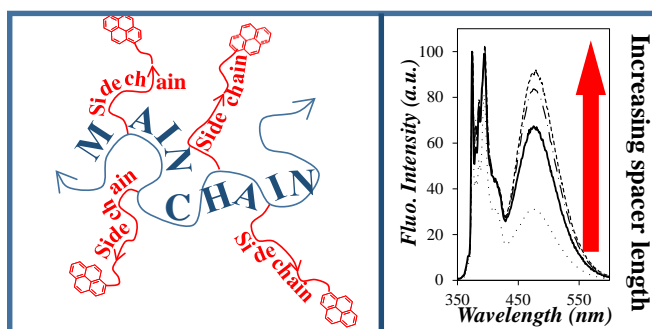 Side chain
Side chain
MAIN
CHAIN
Side chain
Side chain
Fluo. Intensity (a.u.)
100
80
60
40
20
0
350
450
550
Wavelength (nm)
Increasing spacer length